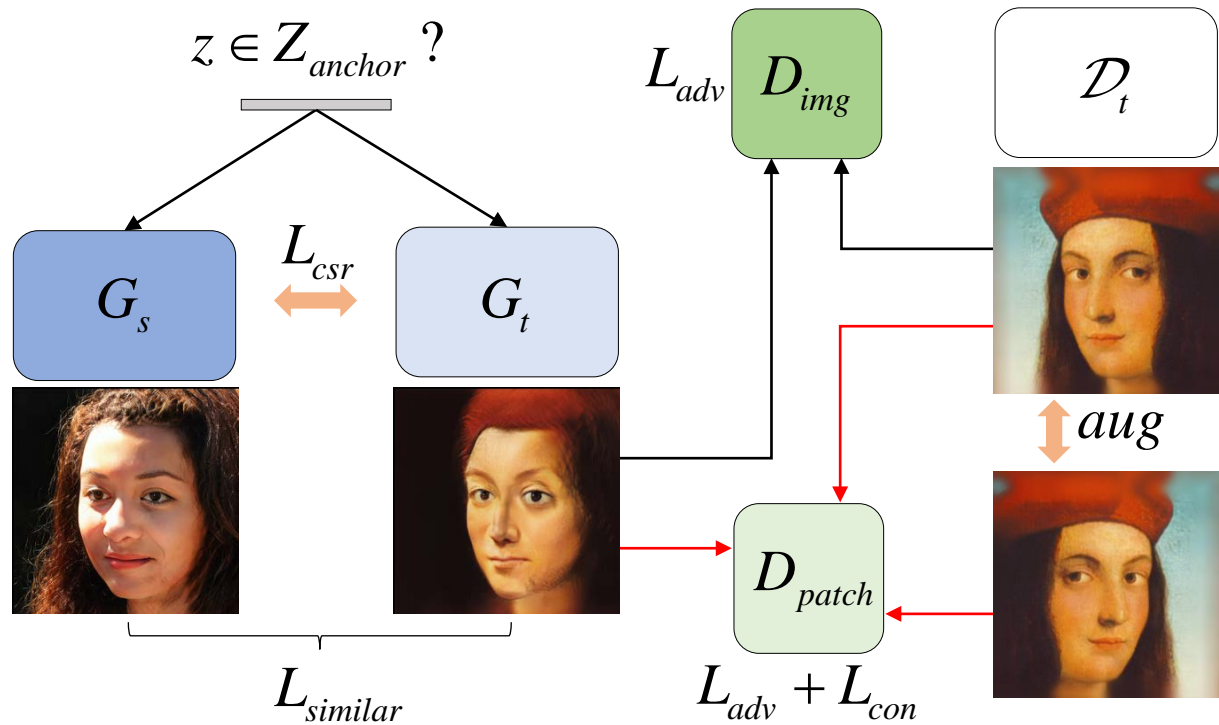 z ∈ Z_anchor ?
L_adv
D_img
𝒟_t
G_s
L_csr
G_t
aug
D_patch
L_similar
L_adv + L_con